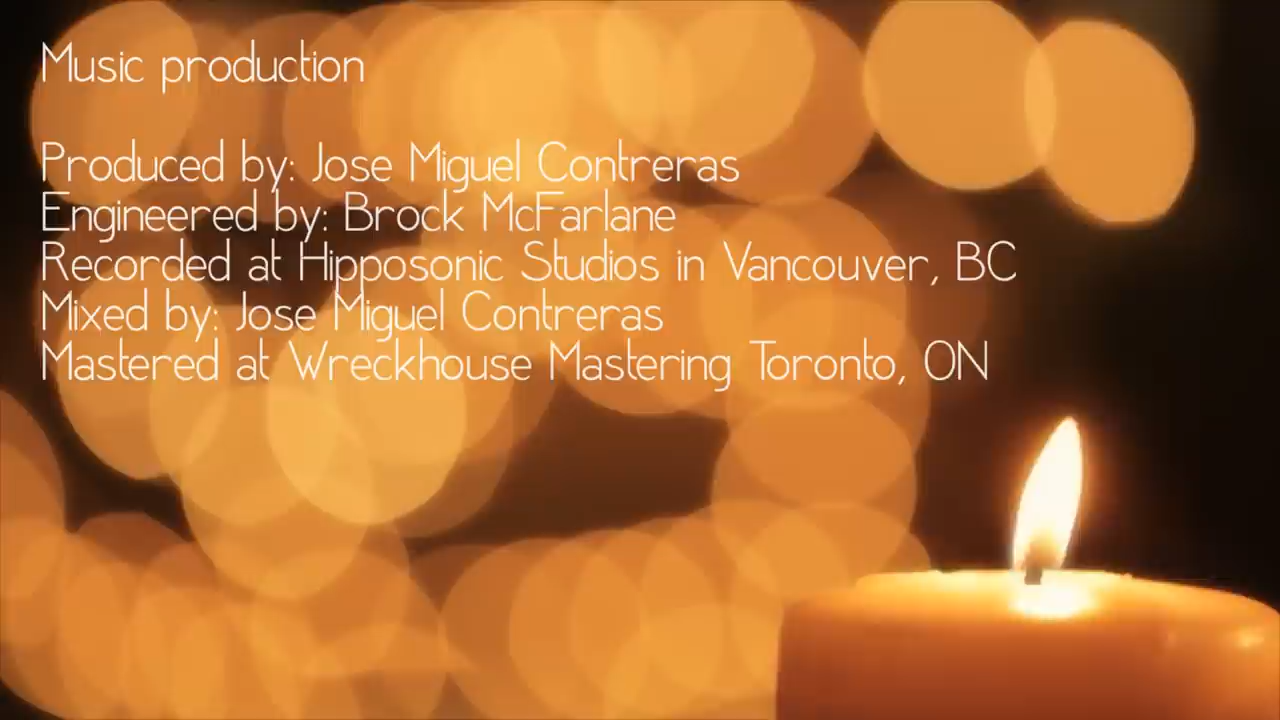 Music production
Produced by: Jose Miguel Contreras
Engineered by: Brock McFarlane
Recorded at Hipposonic Studios in Vancouver, BC
Mixed by: Jose Miguel Contreras
Mastered at Wreckhouse Mastering Toronto, ON